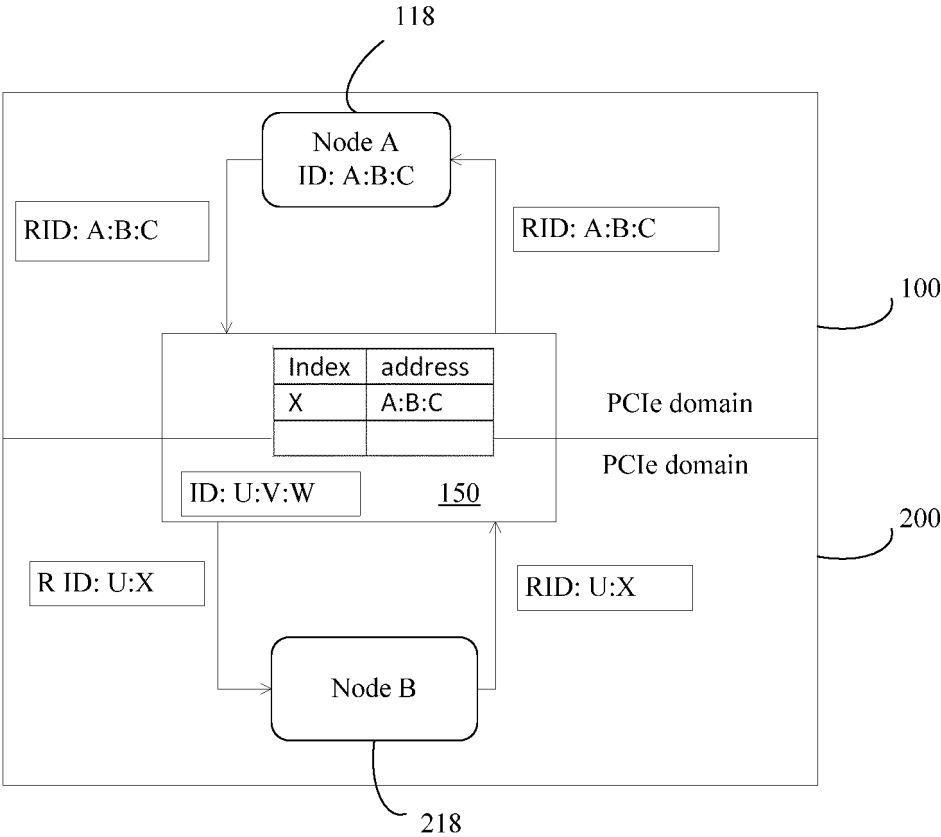 118
Node A
ID: A:B:C
RID: A:B:C
RID: A:B:C
100
Index address
X A:B:C
PCIe domain
PCIe domain
ID: U:V:W
150
200
R ID: U:X
RID: U:X
Node B
218